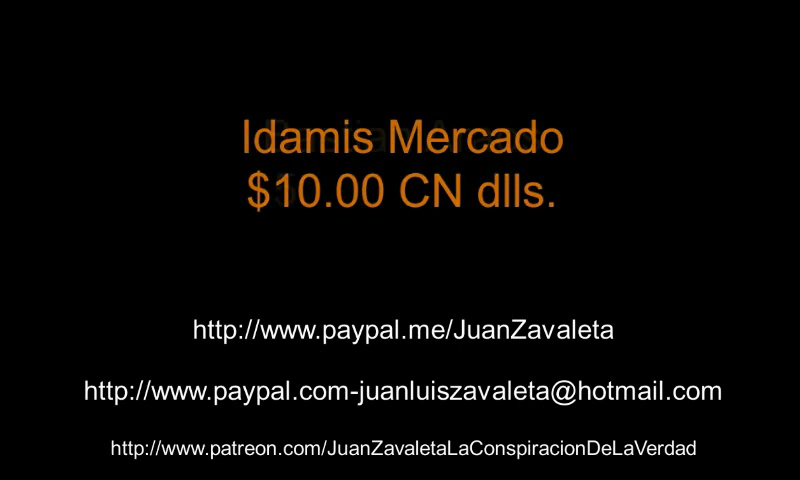 Idamis Mercado
$10.00 CN dlls.
http://www.paypal.me/JuanZavaleta
http://www.paypal.com-juanluiszavaleta@hotmail.com
http://www.patreon.com/JuanZavaletaLaConspiracionDeLaVerdad